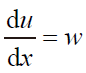 du/dx = w